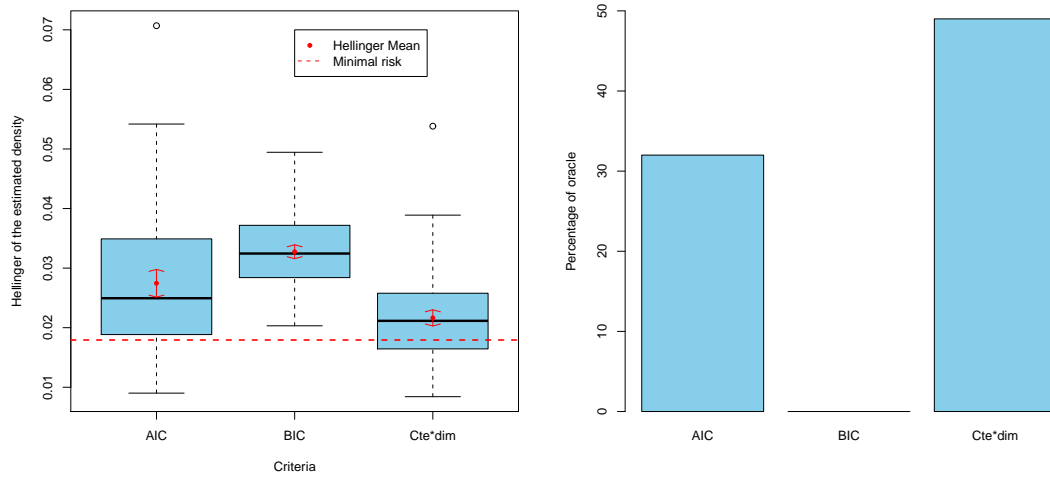 Hellinger of the estimated density
0.07
0.06
0.05
0.04
0.03
0.02
0.01
Hellinger Mean
Minimal risk
AIC
BIC
Cte*dim
Criteria
Percentage of oracle
50
40
30
20
10
0
AIC
BIC
Cte*dim